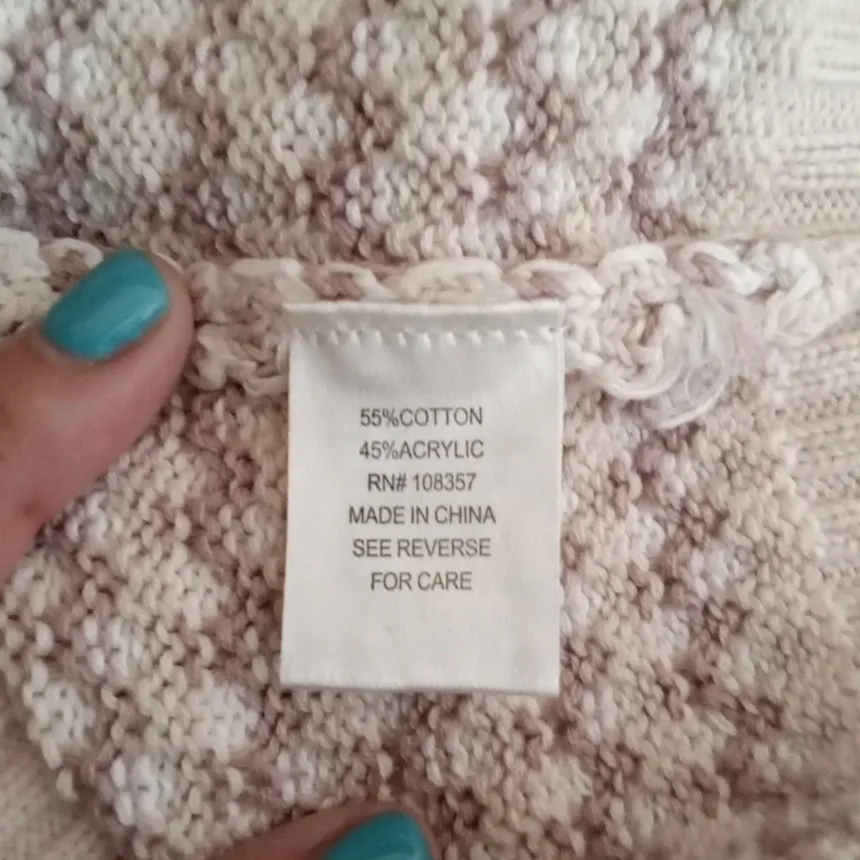 55%COTTON
45%ACRYLIC
RN# 108357
MADE IN CHINA
SEE REVERSE
FOR CARE